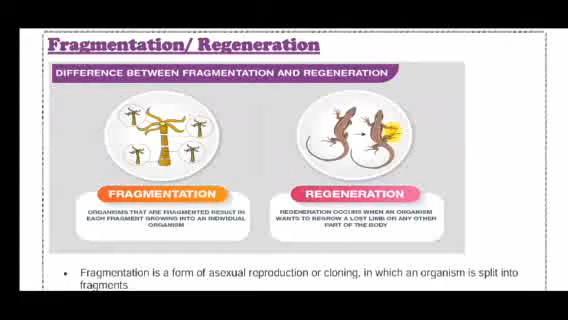 Fragmentation/ Regeneration
DIFFERENCE BETWEEN FRAGMENTATION AND REGENERATION
FRAGMENTATION
ORGANISMS THAT ARE FRAGMENTED RESULT IN
EACH FRAGMENT GROWING INTO AN INDIVIDUAL
ORGANISM
REGENERATION
REGENERATION OCCURS WHEN AN ORGANISM
WANTS TO REGROW A LOST LIMB OR ANY OTHER
PART OF THE BODY
• Fragmentation is a form of asexual reproduction or cloning, in which an organism is split into
fragments